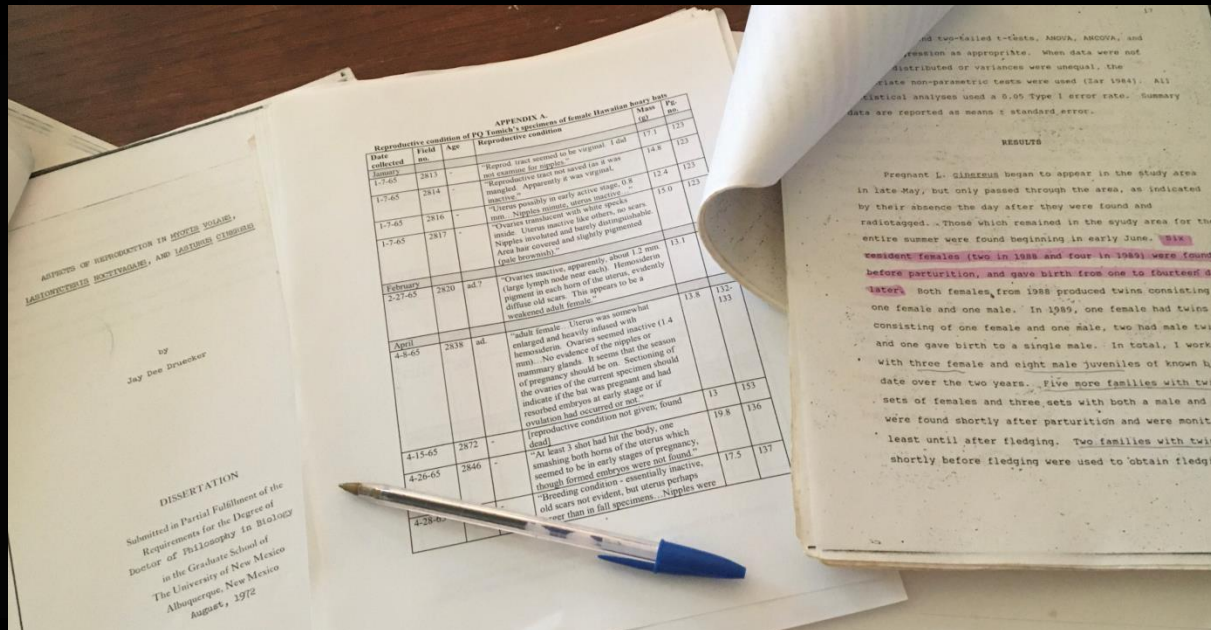 ASPECTS OF REPRODUCTION IN MYOTIS VOLANS,
LASIONYCTERIS NOCTIVAGANS, AND LASIURUS CINEREUS
by
Jay Dee Druecker
DISSERTATION
Submitted in Partial Fulfillment of the
Requirements for the Degree of
Doctor of Philosophy in Biology
in the Graduate School of
The University of New Mexico
Albuquerque, New Mexico
August, 1972
APPENDIX A.
Reproductive condition of PQ Tomich's specimens of female Hawaiian hoary bats
Date collected Field no. Age Reproductive condition Mass (g) Pg. no.
January
1-7-65 2813 - "Reprod. tract seemed to be virginal. I did 17.1 123
not examine for nipples."
1-7-65 2814 - "Reproductive tract not saved (as it was 14.8 123
mangled. Apparently it was virginal,
inactive."
1-7-65 2816 - "Uterus possibly in early active stage, 0.8 12.4 123
mm...Nipples minute, uterus inactive..."
1-7-65 2817 - "Ovaries translucent with white specks 15.0 123
inside. Uterus inactive like others, no scars.
Nipples involuted and barely distinguishable.
Area hair covered and slightly pigmented
(pale brownish)."
February
2-27-65 2820 ad.? "Ovaries inactive, apparently, about 1.2 mm. 13.1
(large lymph node near each). Hemosiderin
pigment in each horn of the uterus, evidently
diffuse old scars. This appears to be a
weakened adult female."
April
4-8-65 2838 ad. "adult female...Uterus was somewhat 13.8 132-
enlarged and heavily infused with 133
hemosiderin. Ovaries seemed inactive (1.4
mm)...No evidence of the nipples or
mammary glands. It seems that the season
of pregnancy should be on. Sectioning of
the ovaries of the current specimen should
indicate if the bat was pregnant and had
resorbed embryos at early stage or if
ovulation had occurred or not."
4-15-65 2872 - [reproductive condition not given; found 13 153
dead]
4-26-65 2846 - "At least 3 shot had hit the body, one 19.8 136
smashing both horns of the uterus which
seemed to be in early stages of pregnancy,
though formed embryos were not found."
4-28-65 "Breeding condition - essentially inactive, 17.5 137
old scars not evident, but uterus perhaps
larger than in fall specimens...Nipples were
17
and two-tailed t-tests, ANOVA, ANCOVA, and
regression as appropriate. When data were not
distributed or variances were unequal, the
non-parametric tests were used (Zar 1984). All
statistical analyses used a 0.05 Type 1 error rate. Summary
data are reported as means ± standard error.
RESULTS
Pregnant L. cinereus began to appear in the study area
in late May, but only passed through the area, as indicated
by their absence the day after they were found and
radiotagged. Those which remained in the syudy area for the
entire summer were found beginning in early June. Six
resident females (two in 1988 and four in 1989) were found
before parturition, and gave birth from one to fourteen d
later. Both females from 1988 produced twins consisting
one female and one male. In 1989, one female had twins
consisting of one female and one male, two had male twi
and one gave birth to a single male. In total, I work
with three female and eight male juveniles of known b
date over the two years. Five more families with twi
sets of females and three sets with both a male and
were found shortly after parturition and were monit
least until after fledging. Two families with twin
shortly before fledging were used to obtain fledgi